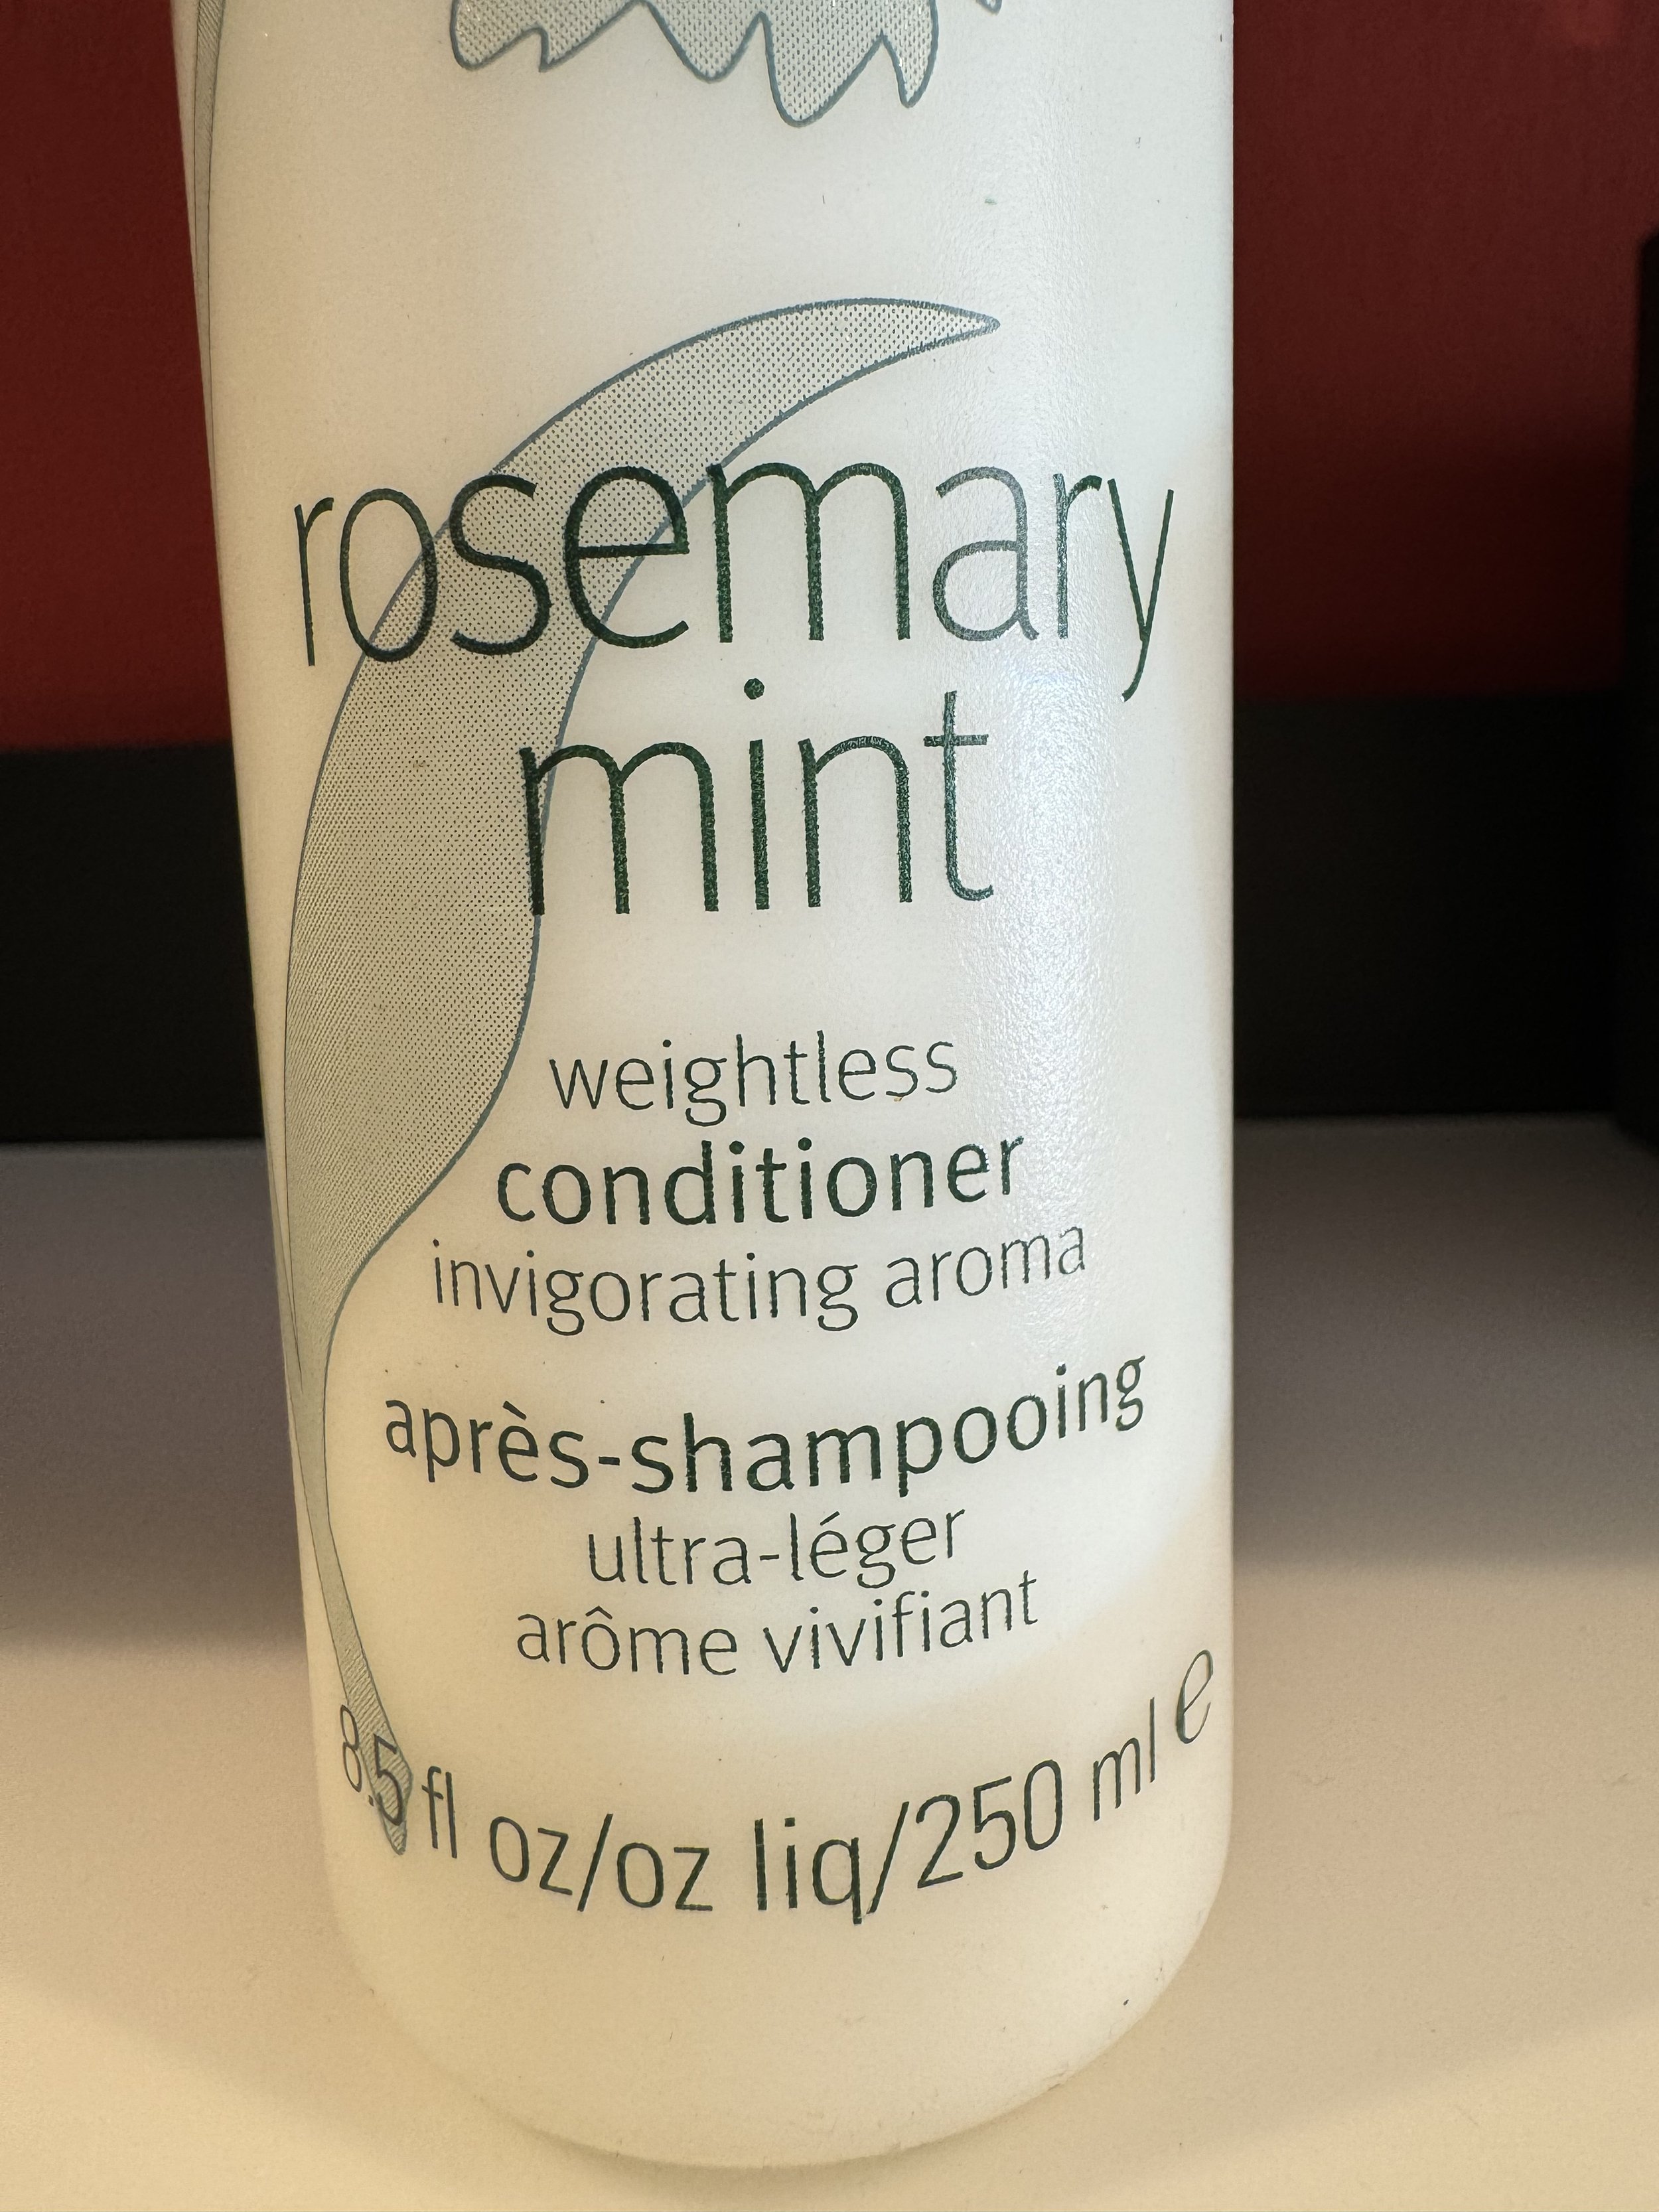 rosemary
mint
weightless
conditioner
invigorating aroma
après-shampooing
ultra-léger
arôme vivifiant
8.5 fl oz/oz liq/250 ml ℮